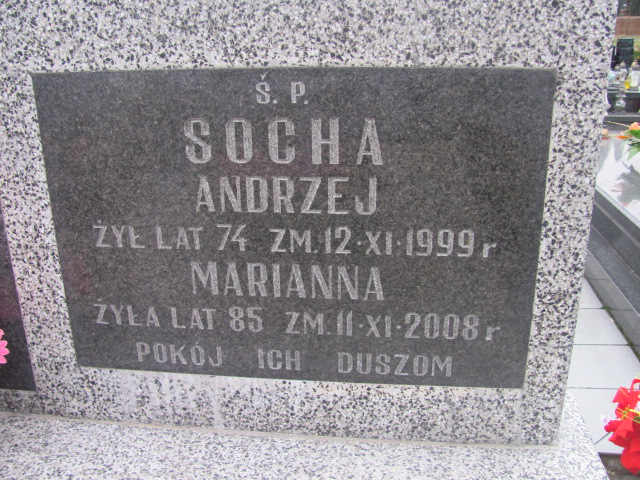 Ś. P.
SOCHA
ANDRZEJ
ŻYŁ LAT 74 ZM. 12·XI·1999 r
MARIANNA
ŻYŁA LAT 85 ZM. 11·XI·2008 r
POKÓJ ICH DUSZOM